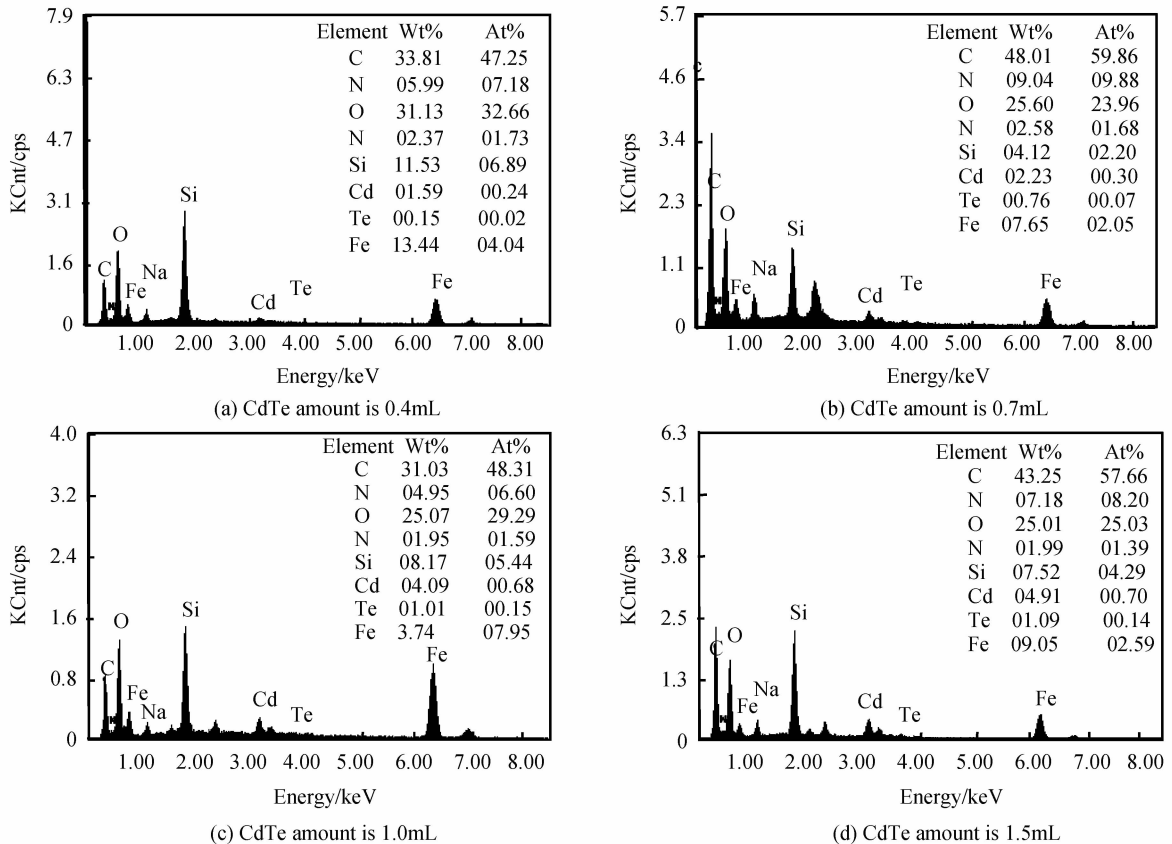 7.9
6.3
4.7
3.1
1.6
0
KCnt/cps
Element Wt% At%
C 33.81 47.25
N 05.99 07.18
O 31.13 32.66
N 02.37 01.73
Si 11.53 06.89
Cd 01.59 00.24
Te 00.15 00.02
Fe 13.44 04.04
C
O
Fe
Na
Si
Cd
Te
Fe
1.00 2.00 3.00 4.00 5.00 6.00 7.00 8.00
Energy/keV
(a) CdTe amount is 0.4mL
5.7
4.6
3.4
2.3
1.1
0
KCnt/cps
Element Wt% At%
C 48.01 59.86
N 09.04 09.88
O 25.60 23.96
N 02.58 01.68
Si 04.12 02.20
Cd 02.23 00.30
Te 00.76 00.07
Fe 07.65 02.05
c
C
O
Fe
Na
Si
Cd
Te
Fe
1.00 2.00 3.00 4.00 5.00 6.00 7.00 8.00
Energy/keV
(b) CdTe amount is 0.7mL
4.0
3.2
2.4
1.6
0.8
0
KCnt/cps
Element Wt% At%
C 31.03 48.31
N 04.95 06.60
O 25.07 29.29
N 01.95 01.59
Si 08.17 05.44
Cd 04.09 00.68
Te 01.01 00.15
Fe 3.74 07.95
C
O
Fe
Na
Si
Cd
Te
Fe
1.00 2.00 3.00 4.00 5.00 6.00 7.00 8.00
Energy/keV
(c) CdTe amount is 1.0mL
6.3
5.1
3.8
2.5
1.3
0
KCnt/cps
Element Wt% At%
C 43.25 57.66
N 07.18 08.20
O 25.01 25.03
N 01.99 01.39
Si 07.52 04.29
Cd 04.91 00.70
Te 01.09 00.14
Fe 09.05 02.59
C
O
Fe
Na
Si
Cd
Te
Fe
1.00 2.00 3.00 4.00 5.00 6.00 7.00 8.00
Energy/keV
(d) CdTe amount is 1.5mL